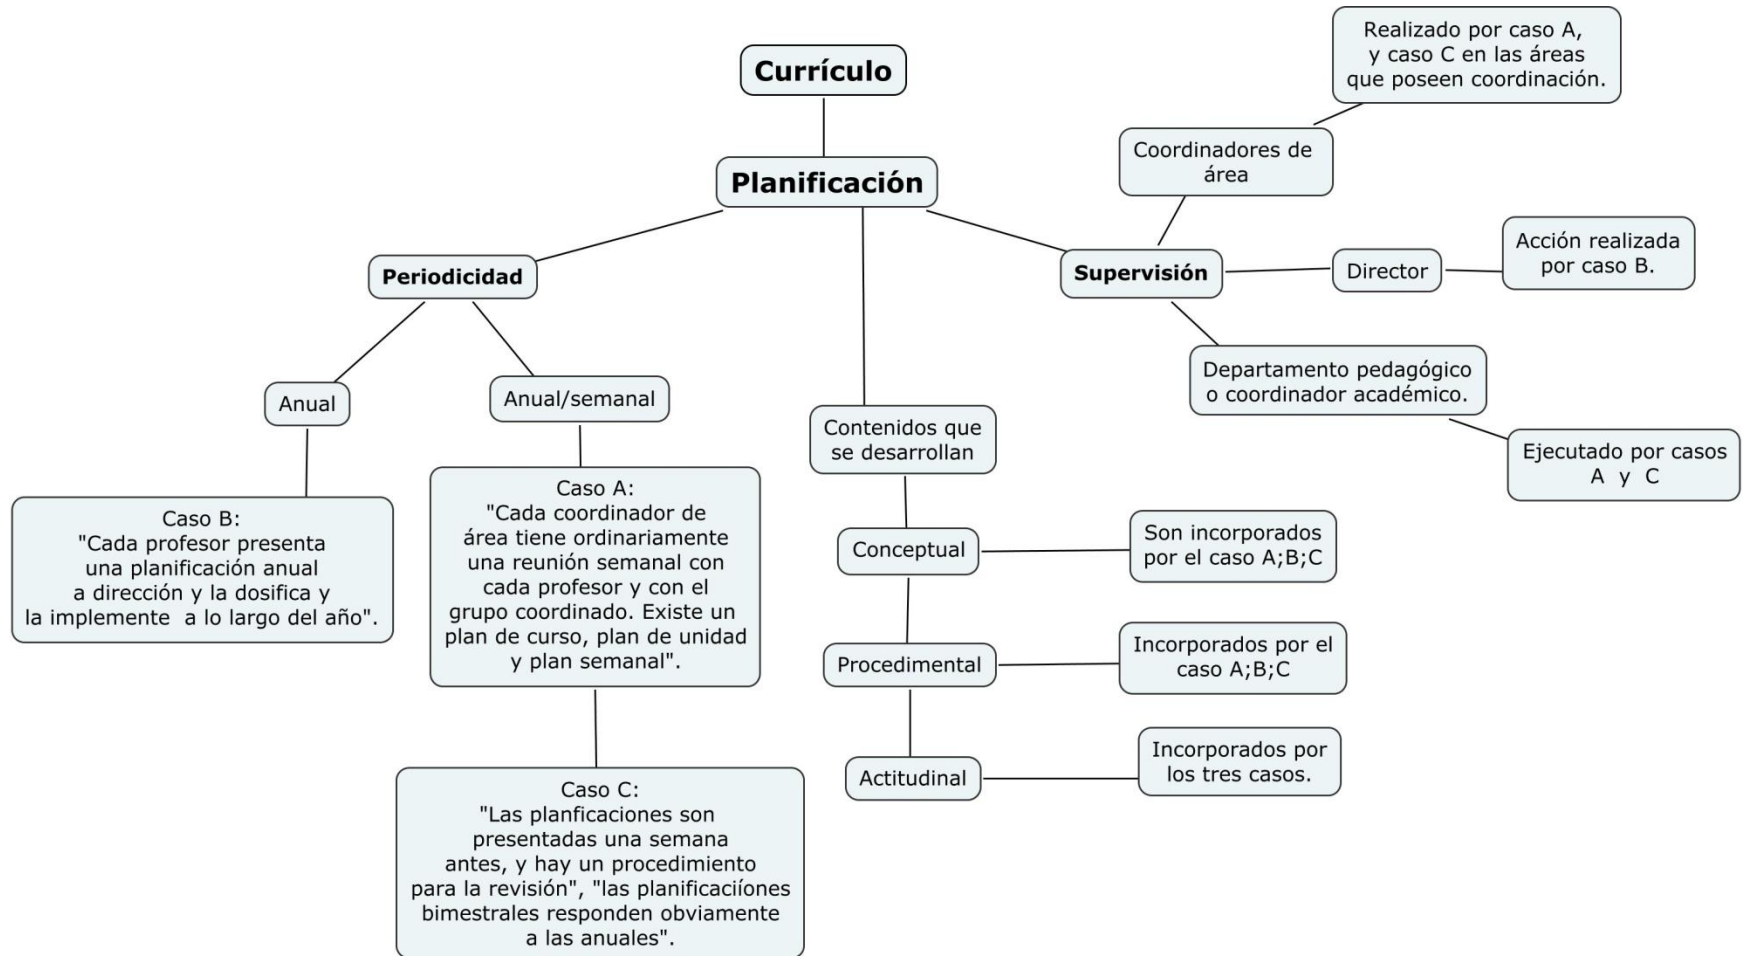 Currículo
Planificación
Periodicidad
Anual
Caso B:
"Cada profesor presenta
una planificación anual
a dirección y la dosifica y
la implemente  a lo largo del año".
Anual/semanal
Caso A:
"Cada coordinador de
área tiene ordinariamente
una reunión semanal con
cada profesor y con el
grupo coordinado. Existe un
plan de curso, plan de unidad
y plan semanal".
Caso C:
"Las planficaciones son
presentadas una semana
antes, y hay un procedimiento
para la revisión", "las planificaciíones
bimestrales responden obviamente
a las anuales".
Contenidos que
se desarrollan
Conceptual
Son incorporados
por el caso A;B;C
Procedimental
Incorporados por el
caso A;B;C
Actitudinal
Incorporados por
los tres casos.
Supervisión
Coordinadores de
área
Realizado por caso A,
y caso C en las áreas
que poseen coordinación.
Director
Acción realizada
por caso B.
Departamento pedagógico
o coordinador académico.
Ejecutado por casos
A  y  C